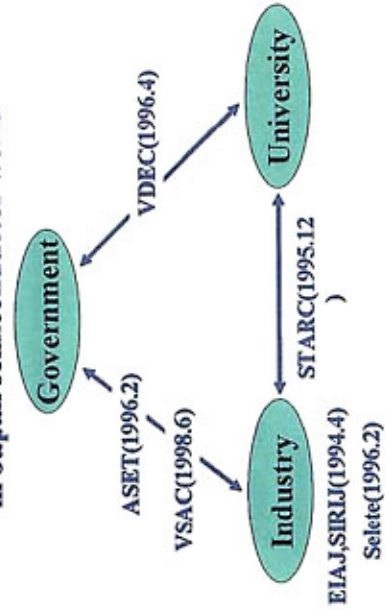 Government
ASET(1996.2)
VSAC(1998.6)
VDEC(1996.4)
Industry
University
STARC(1995.12
)
EIAJ,SIRIJ(1994.4)
Selete(1996.2)